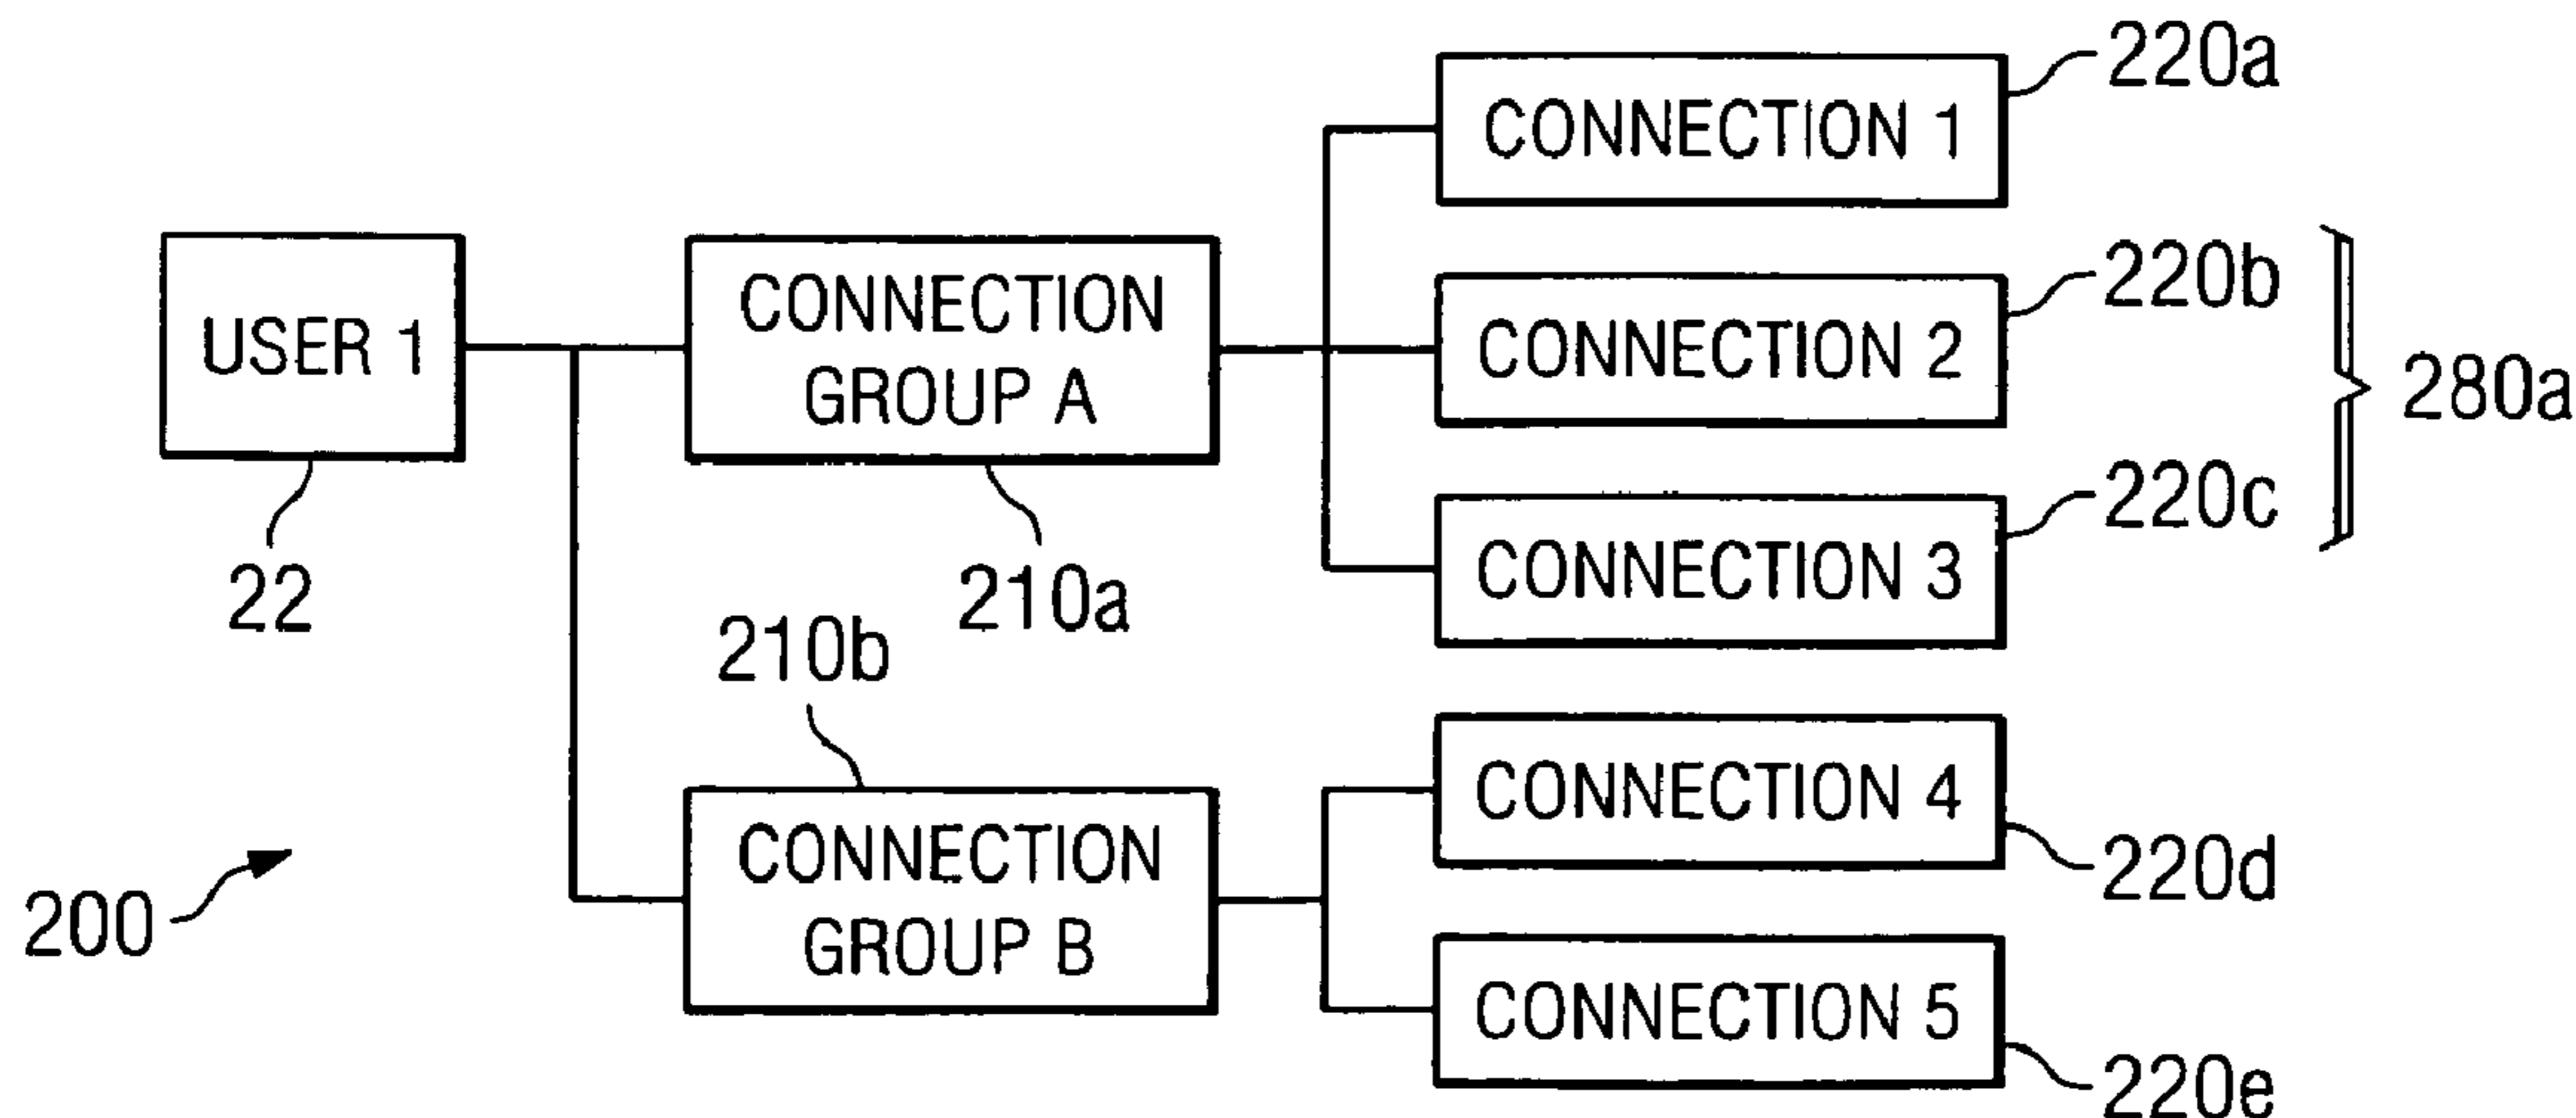 220a
CONNECTION 1
220b
CONNECTION
GROUP A
USER 1
CONNECTION 2
280a
220c
CONNECTION 3
22
210a
210b
CONNECTION 4
CONNECTION
GROUP B
220d
200
CONNECTION 5
220e